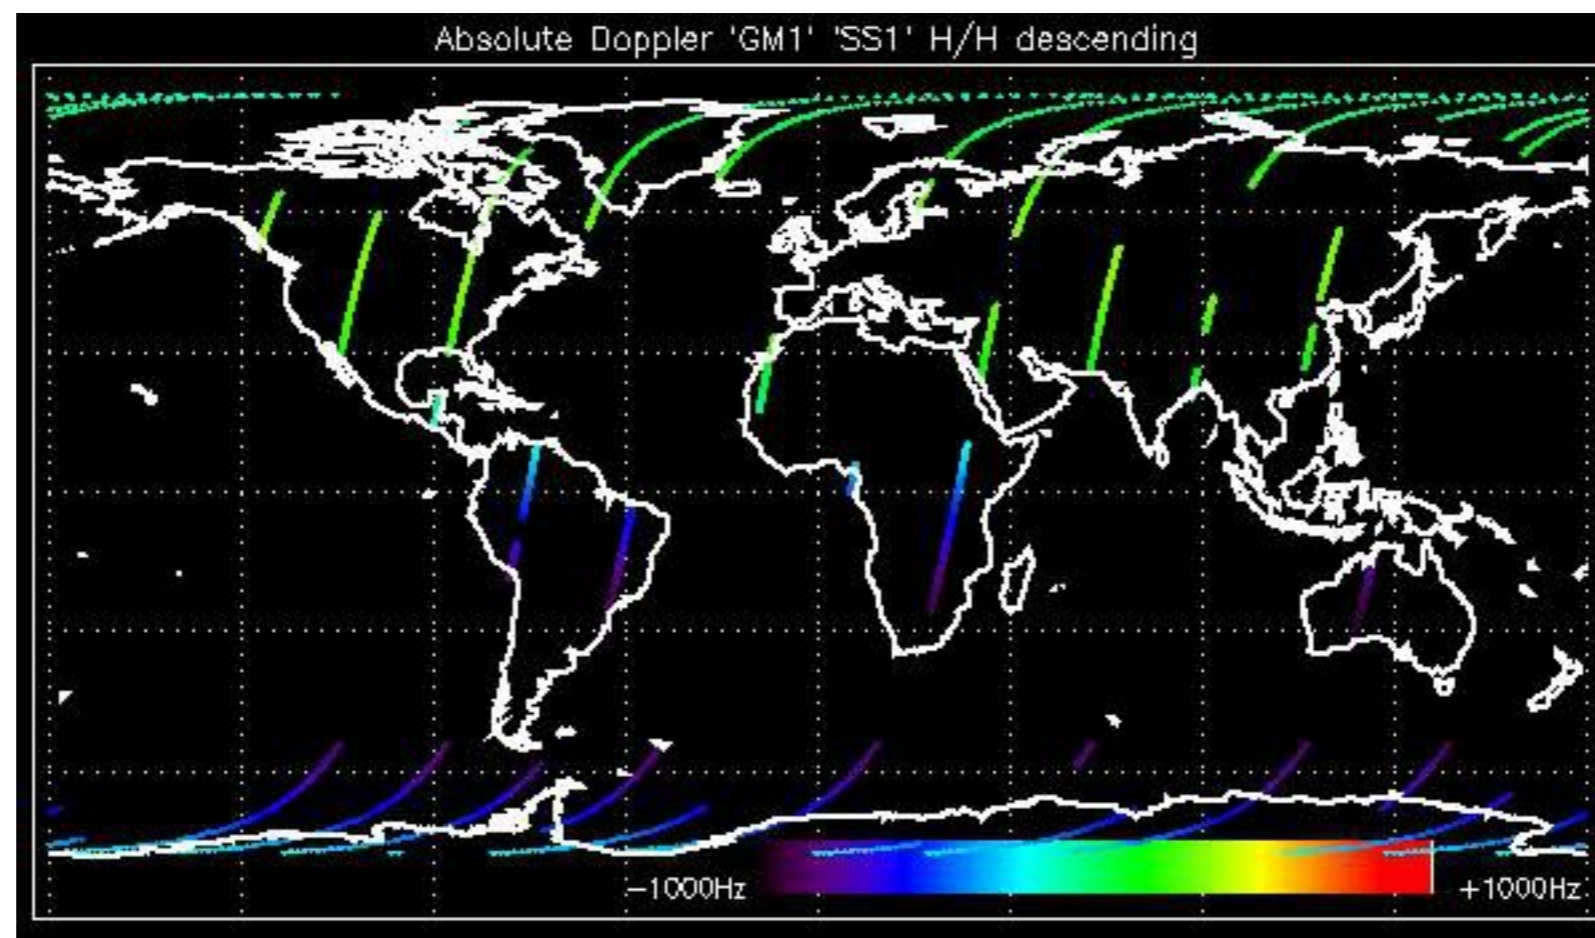 Absolute Doppler 'GM1' 'SS1' H/H descending
−1000Hz
+1000Hz